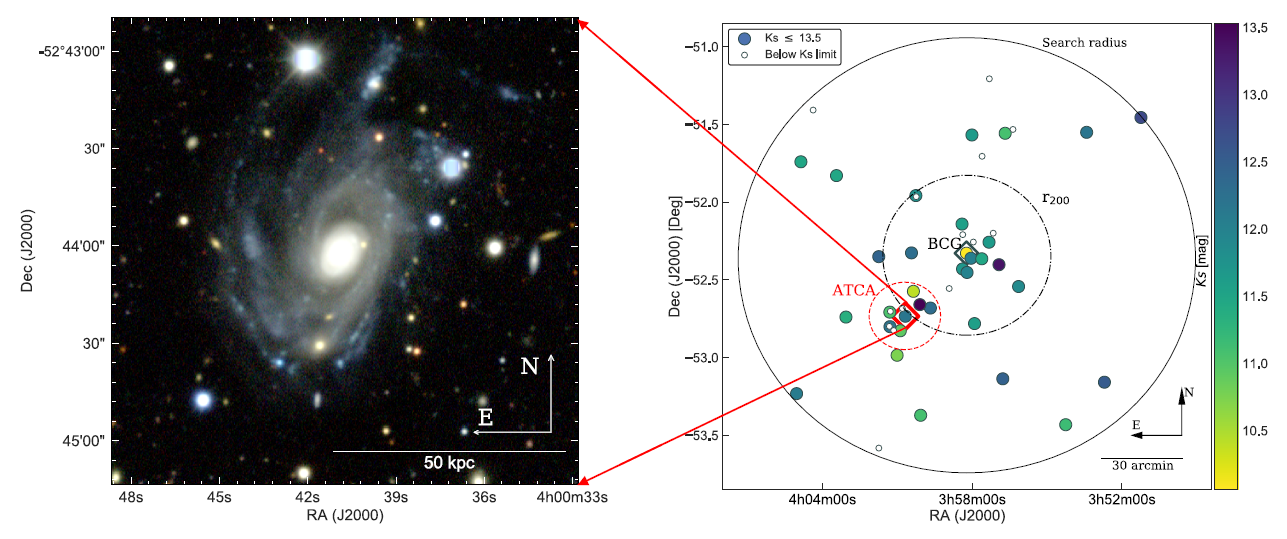 −52°43'00"
30"
44'00"
30"
45'00"
Dec (J2000)
N
E
50 kpc
48s
45s
42s
39s
36s
4h00m33s
RA (J2000)
Ks ≤ 13.5
Below Ks limit
Search radius
r200
BCG
ATCA
N
E
30 arcmin
−51.0
−51.5
−52.0
−52.5
−53.0
−53.5
Dec (J2000) [Deg]
4h04m00s
3h58m00s
3h52m00s
RA (J2000)
13.5
13.0
12.5
12.0
11.5
11.0
10.5
Ks [mag]